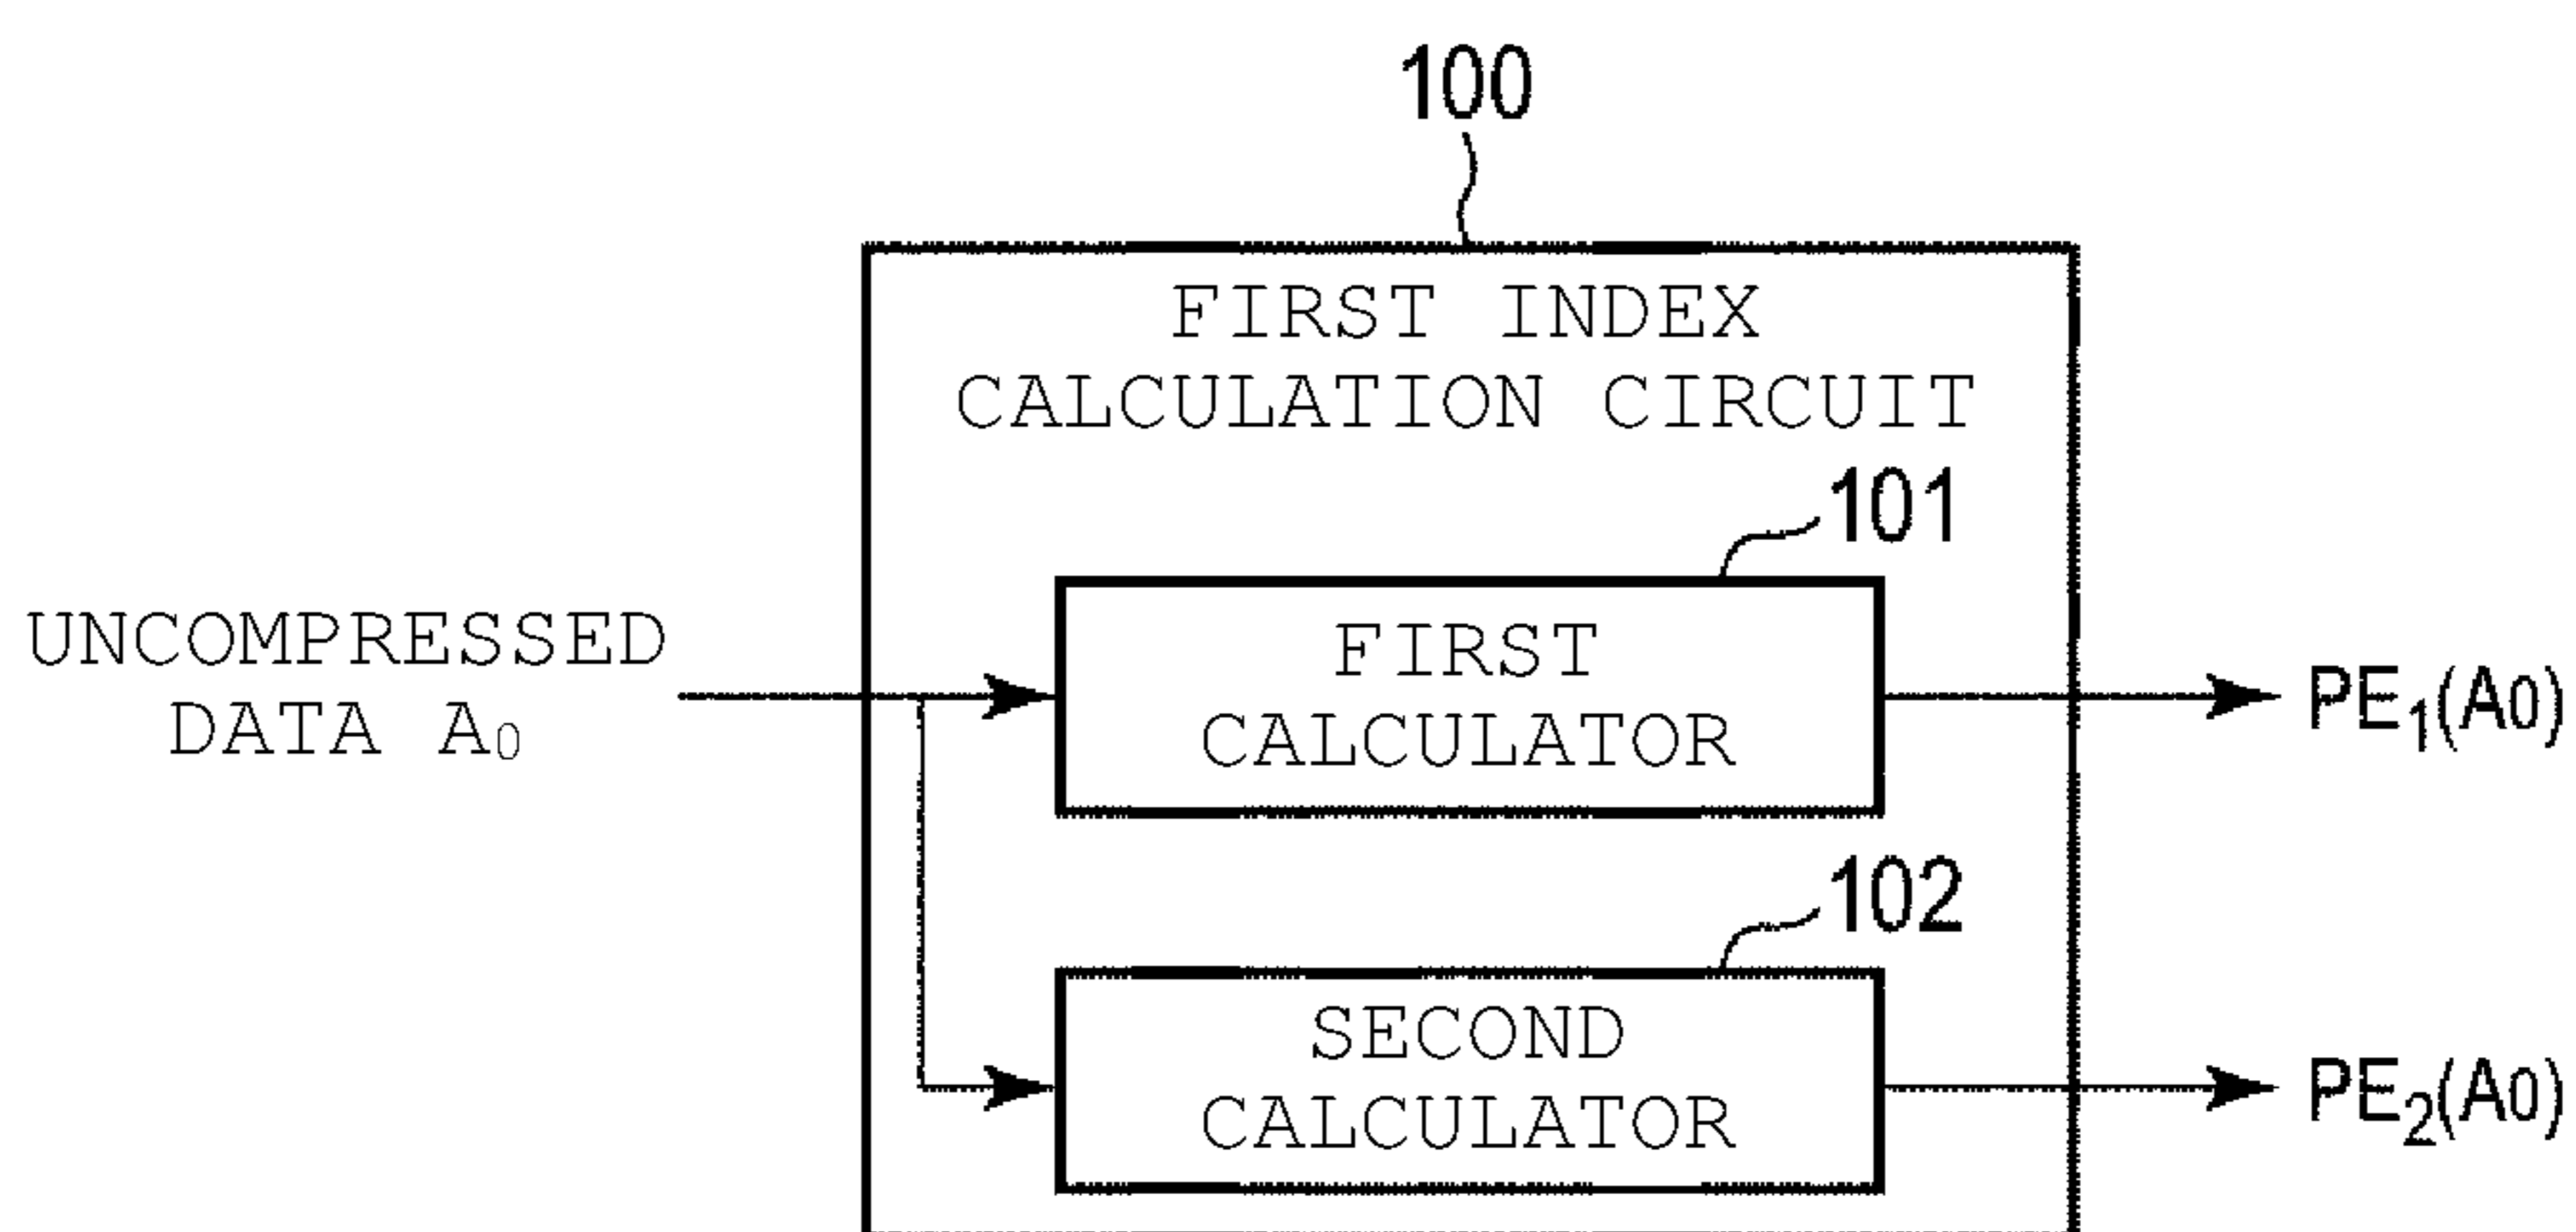 100
FIRST INDEX
CALCULATION CIRCUIT
101
UNCOMPRESSED
DATA A₀
FIRST
CALCULATOR
PE₁(A0)
102
SECOND
CALCULATOR
PE₂(A0)